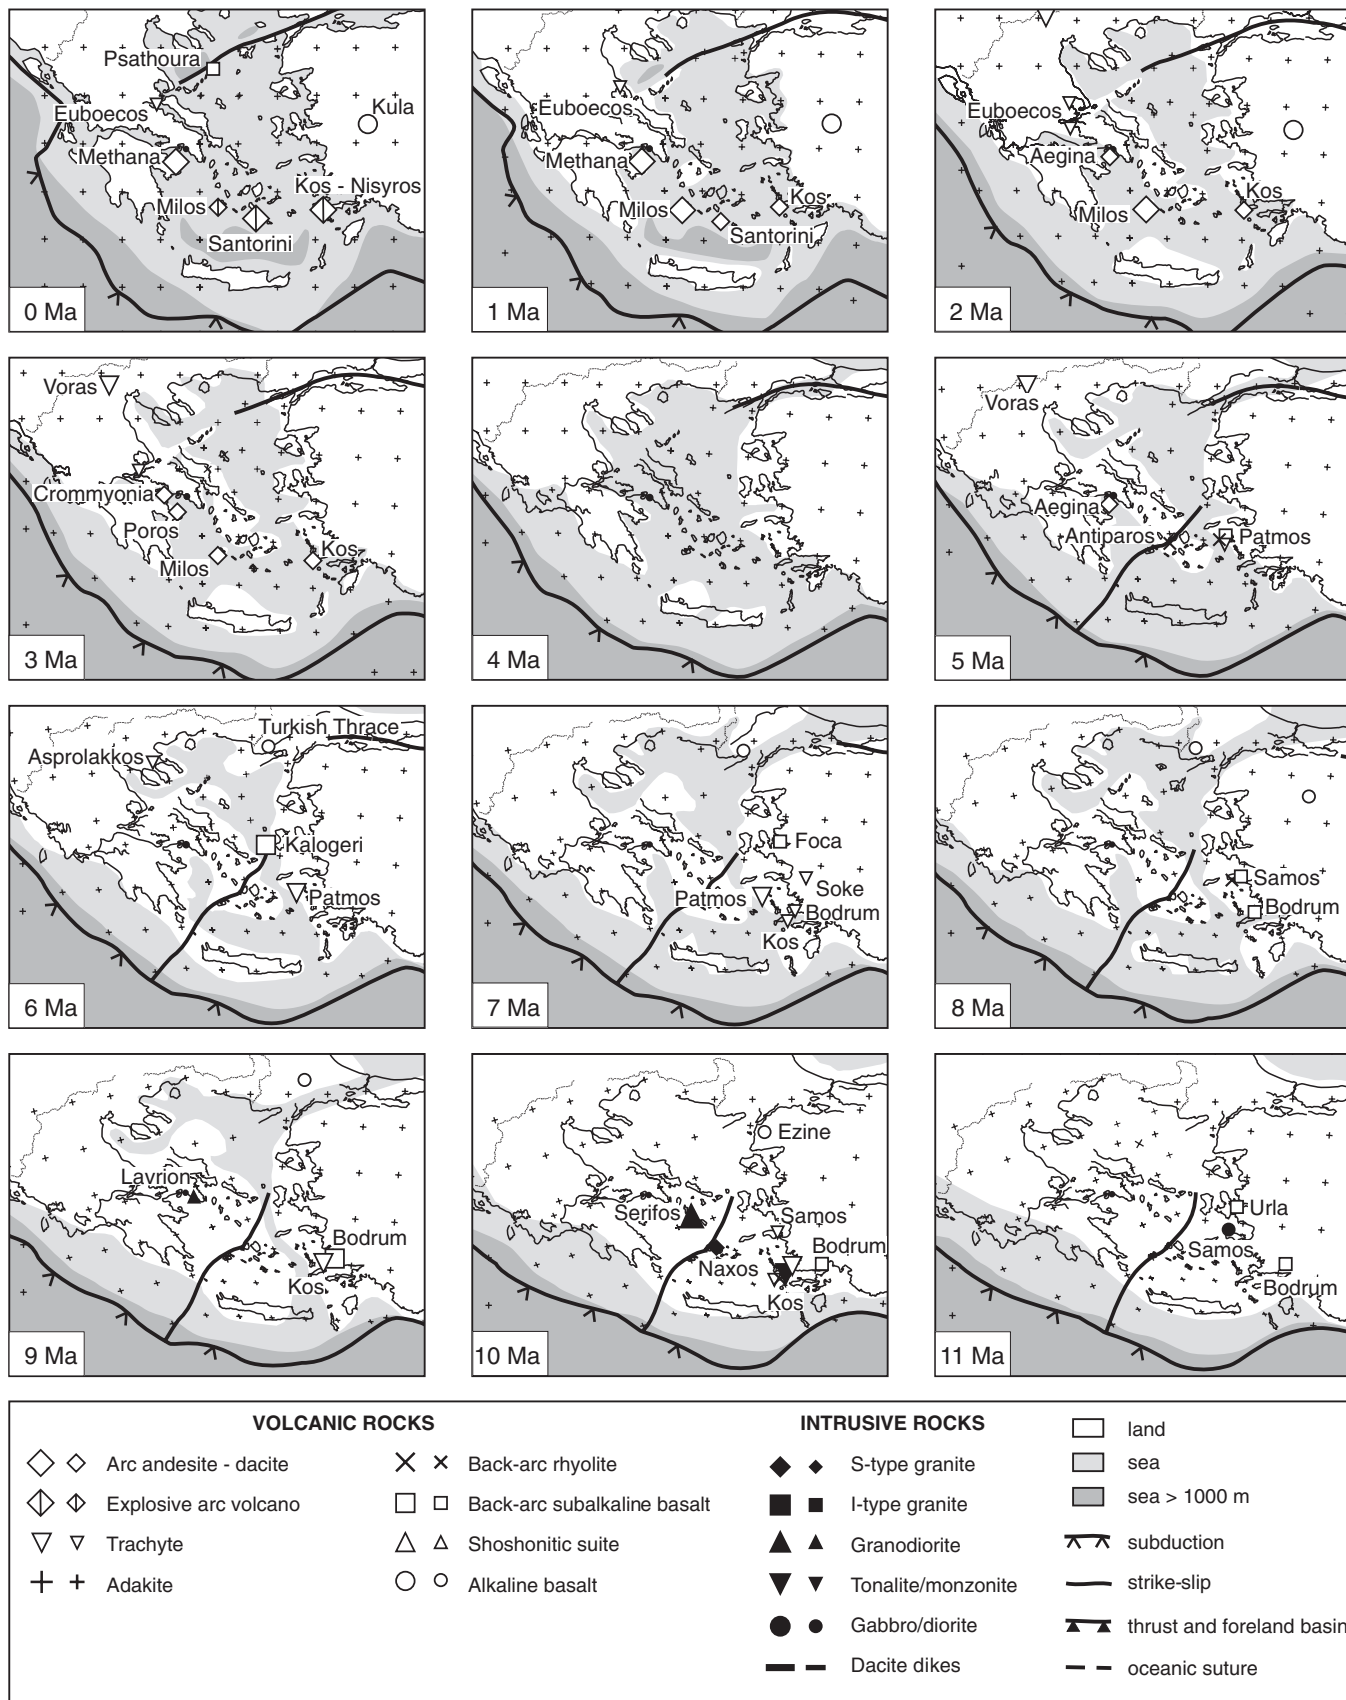 Psathoura
Euboecos
Kula
Methana
Kos - Nisyros
Milos
Santorini
0 Ma
Euboecos
Methana
Milos
Kos
Santorini
1 Ma
Euboecos
Aegina
Kos
Milos
2 Ma
Voras
Crommyonia
Poros
Kos
Milos
3 Ma
4 Ma
Voras
Aegina
Antiparos
Patmos
5 Ma
Turkish Thrace
Asprolakkos
Kalogeri
Patmos
6 Ma
Foca
Soke
Patmos
Bodrum
Kos
7 Ma
Samos
Bodrum
8 Ma
Lavrion
Bodrum
Kos
9 Ma
Ezine
Serifos
Samos
Bodrum
Naxos
Kos
10 Ma
Urla
Samos
Bodrum
11 Ma
VOLCANIC ROCKS
Arc andesite - dacite
Explosive arc volcano
Trachyte
Adakite
Back-arc rhyolite
Back-arc subalkaline basalt
Shoshonitic suite
Alkaline basalt
INTRUSIVE ROCKS
S-type granite
I-type granite
Granodiorite
Tonalite/monzonite
Gabbro/diorite
Dacite dikes
land
sea
sea > 1000 m
subduction
strike-slip
thrust and foreland basin
oceanic suture